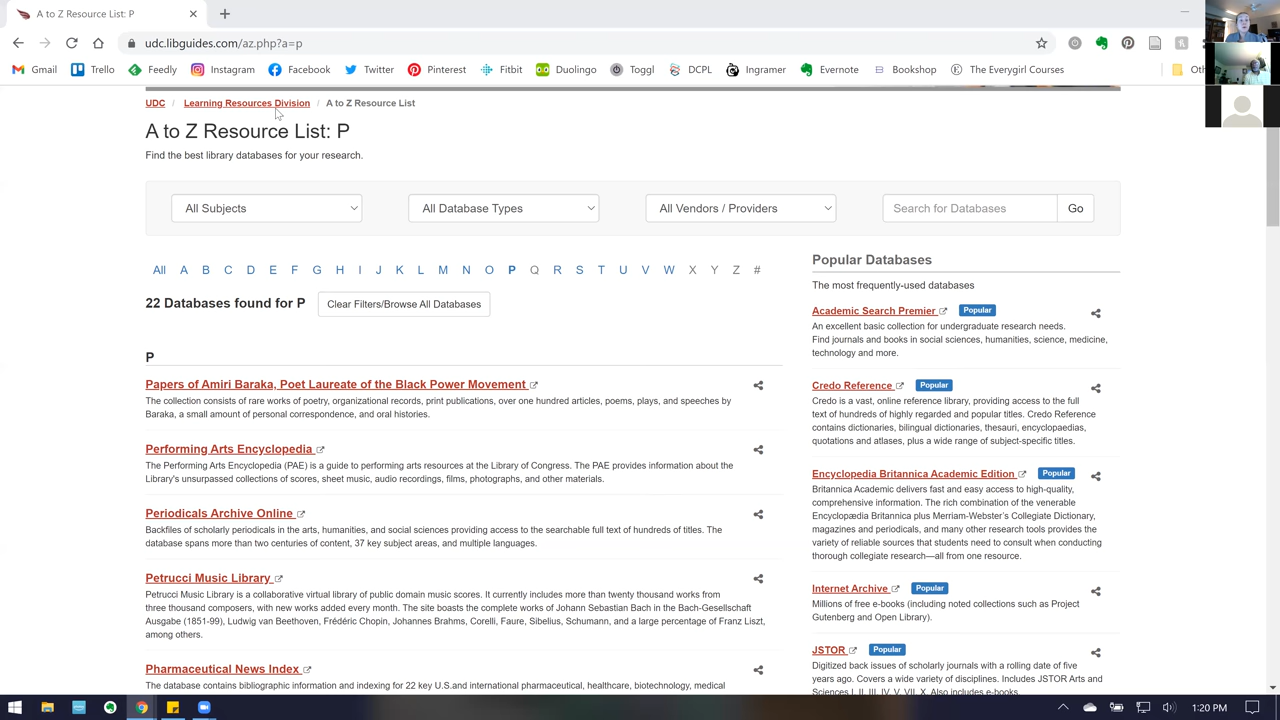 A to Z Resource List: P
udc.libguides.com/az.php?a=p
Gmail Trello Feedly Instagram Facebook Twitter Pinterest Fitbit Duolingo Toggl DCPL Ingramer Evernote Bookshop The Everygirl Courses
UDC / Learning Resources Division / A to Z Resource List
A to Z Resource List: P
Find the best library databases for your research.
All Subjects All Database Types All Vendors / Providers Search for Databases Go
All A B C D E F G H I J K L M N O P Q R S T U V W X Y Z #
22 Databases found for P Clear Filters/Browse All Databases
P
Papers of Amiri Baraka, Poet Laureate of the Black Power Movement
The collection consists of rare works of poetry, organizational records, print publications, over one hundred articles, poems, plays, and speeches by
Baraka, a small amount of personal correspondence, and oral histories.
Performing Arts Encyclopedia
The Performing Arts Encyclopedia (PAE) is a guide to performing arts resources at the Library of Congress. The PAE provides information about the
Library's unsurpassed collections of scores, sheet music, audio recordings, films, photographs, and other materials.
Periodicals Archive Online
Backfiles of scholarly periodicals in the arts, humanities, and social sciences providing access to the searchable full text of hundreds of titles. The
database spans more than two centuries of content, 37 key subject areas, and multiple languages.
Petrucci Music Library
Petrucci Music Library is a collaborative virtual library of public domain music scores. It currently includes more than twenty thousand works from
three thousand composers, with new works added every month. The site boasts the complete works of Johann Sebastian Bach in the Bach-Gesellschaft
Ausgabe (1851-99), Ludwig van Beethoven, Frédéric Chopin, Johannes Brahms, Corelli, Faure, Sibelius, Schumann, and a large percentage of Franz Liszt,
among others.
Pharmaceutical News Index
The database contains bibliographic information and indexing for 22 key U.S.and international pharmaceutical, healthcare, biotechnology, medical
Popular Databases
The most frequently-used databases
Academic Search Premier Popular
An excellent basic collection for undergraduate research needs.
Find journals and books in social sciences, humanities, science, medicine,
technology and more.
Credo Reference Popular
Credo is a vast, online reference library, providing access to the full
text of hundreds of highly regarded and popular titles. Credo Reference
contains dictionaries, bilingual dictionaries, thesauri, encyclopaedias,
quotations and atlases, plus a wide range of subject-specific titles.
Encyclopedia Britannica Academic Edition Popular
Britannica Academic delivers fast and easy access to high-quality,
comprehensive information. The rich combination of the venerable
Encyclopædia Britannica plus Merriam-Webster's Collegiate Dictionary,
magazines and periodicals, and many other research tools provides the
variety of reliable sources that students need to consult when conducting
thorough collegiate research—all from one resource.
Internet Archive Popular
Millions of free e-books (including noted collections such as Project
Gutenberg and Open Library).
JSTOR Popular
Digitized back issues of scholarly journals with a rolling date of five
years ago. Covers a wide variety of disciplines. Includes JSTOR Arts and
Sciences I, II, III, IV, V, VII, X. Also includes e-books.
1:20 PM